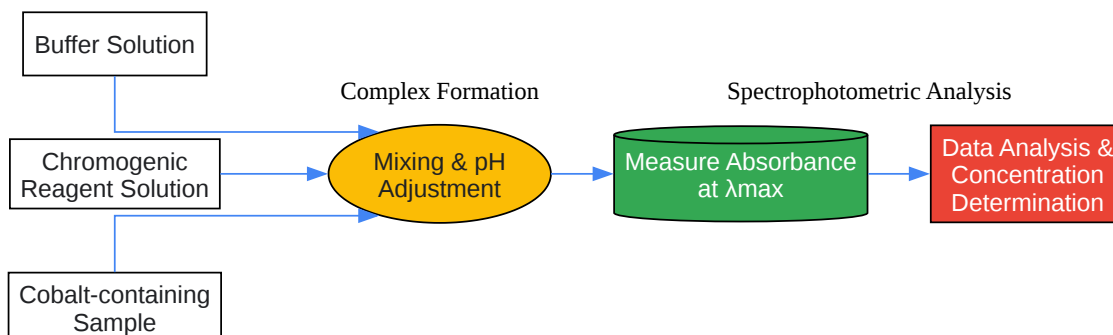 Buffer Solution
Complex Formation
Spectrophotometric Analysis
Chromogenic
Reagent Solution
Mixing & pH
Adjustment
Measure Absorbance
at λmax
Data Analysis &
Concentration
Determination
Cobalt-containing
Sample